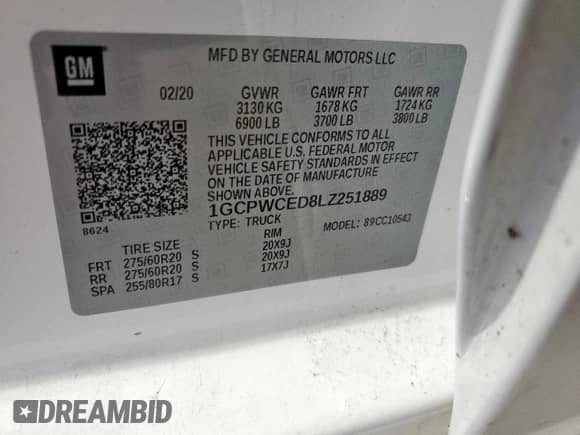 GM
MFD BY GENERAL MOTORS LLC
02/20 GVWR GAWR FRT GAWR RR
3130 KG 1678 KG 1724 KG
6900 LB 3700 LB 3800 LB
THIS VEHICLE CONFORMS TO ALL
APPLICABLE U.S. FEDERAL MOTOR
VEHICLE SAFETY STANDARDS IN EFFECT
ON THE DATE OF MANUFACTURE
SHOWN ABOVE.
1GCPWCED8LZ251889
TYPE: TRUCK MODEL: 89CC10543
8624
TIRE SIZE RIM
FRT 275/60R20 S 20X9J
RR 275/60R20 S 20X9J
SPA 255/80R17 S 17X7J
DREAMBID